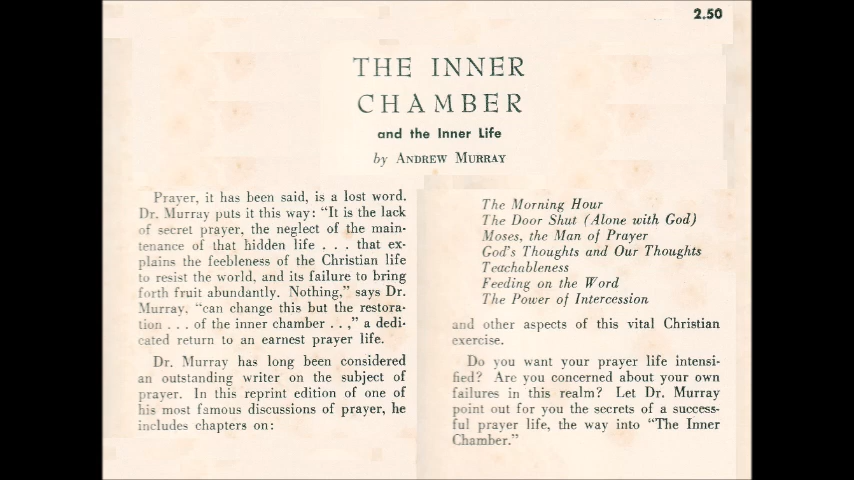 2.50
THE INNER
CHAMBER
and the Inner Life
by ANDREW MURRAY
Prayer, it has been said, is a lost word.
Dr. Murray puts it this way: “It is the lack
of secret prayer, the neglect of the main-
tenance of that hidden life . . . that ex-
plains the feebleness of the Christian life
to resist the world, and its failure to bring
forth fruit abundantly. Nothing,” says Dr.
Murray, “can change this but the restora-
tion . . . of the inner chamber . . ,” a dedi-
cated return to an earnest prayer life.
Dr. Murray has long been considered
an outstanding writer on the subject of
prayer. In this reprint edition of one of
his most famous discussions of prayer, he
includes chapters on:
The Morning Hour
The Door Shut (Alone with God)
Moses, the Man of Prayer
God's Thoughts and Our Thoughts
Teachableness
Feeding on the Word
The Power of Intercession
and other aspects of this vital Christian
exercise.
Do you want your prayer life intensi-
fied? Are you concerned about your own
failures in this realm? Let Dr. Murray
point out for you the secrets of a success-
ful prayer life, the way into “The Inner
Chamber.”